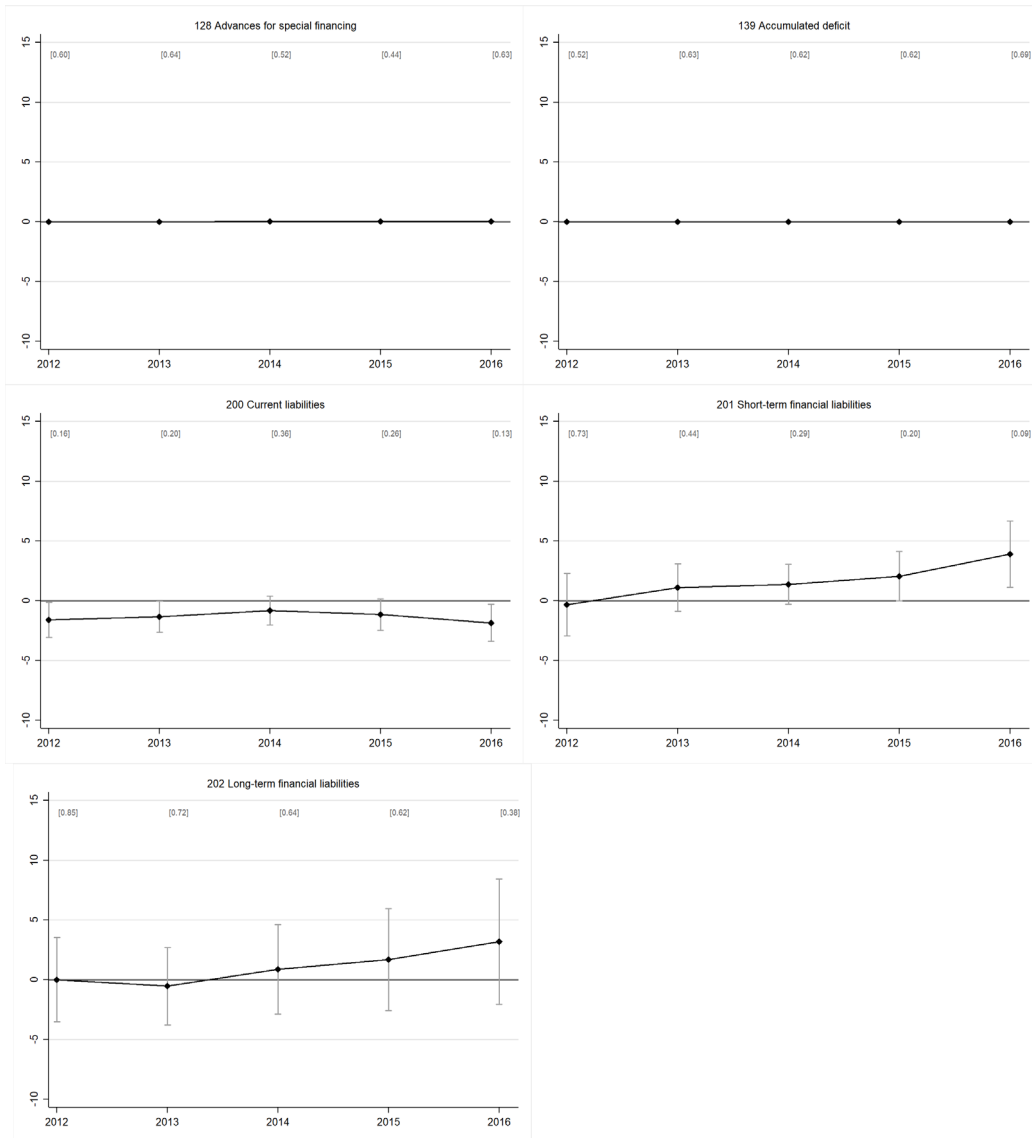 128 Advances for special financing
[0.60] [0.64] [0.52] [0.44] [0.63]
15
10
5
0
-5
-10
2012 2013 2014 2015 2016
139 Accumulated deficit
[0.52] [0.63] [0.62] [0.62] [0.69]
15
10
5
0
-5
-10
2012 2013 2014 2015 2016
200 Current liabilities
[0.16] [0.20] [0.36] [0.26] [0.13]
15
10
5
0
-5
-10
2012 2013 2014 2015 2016
201 Short-term financial liabilities
[0.73] [0.44] [0.29] [0.20] [0.09]
15
10
5
0
-5
-10
2012 2013 2014 2015 2016
202 Long-term financial liabilities
[0.85] [0.72] [0.64] [0.62] [0.38]
15
10
5
0
-5
-10
2012 2013 2014 2015 2016